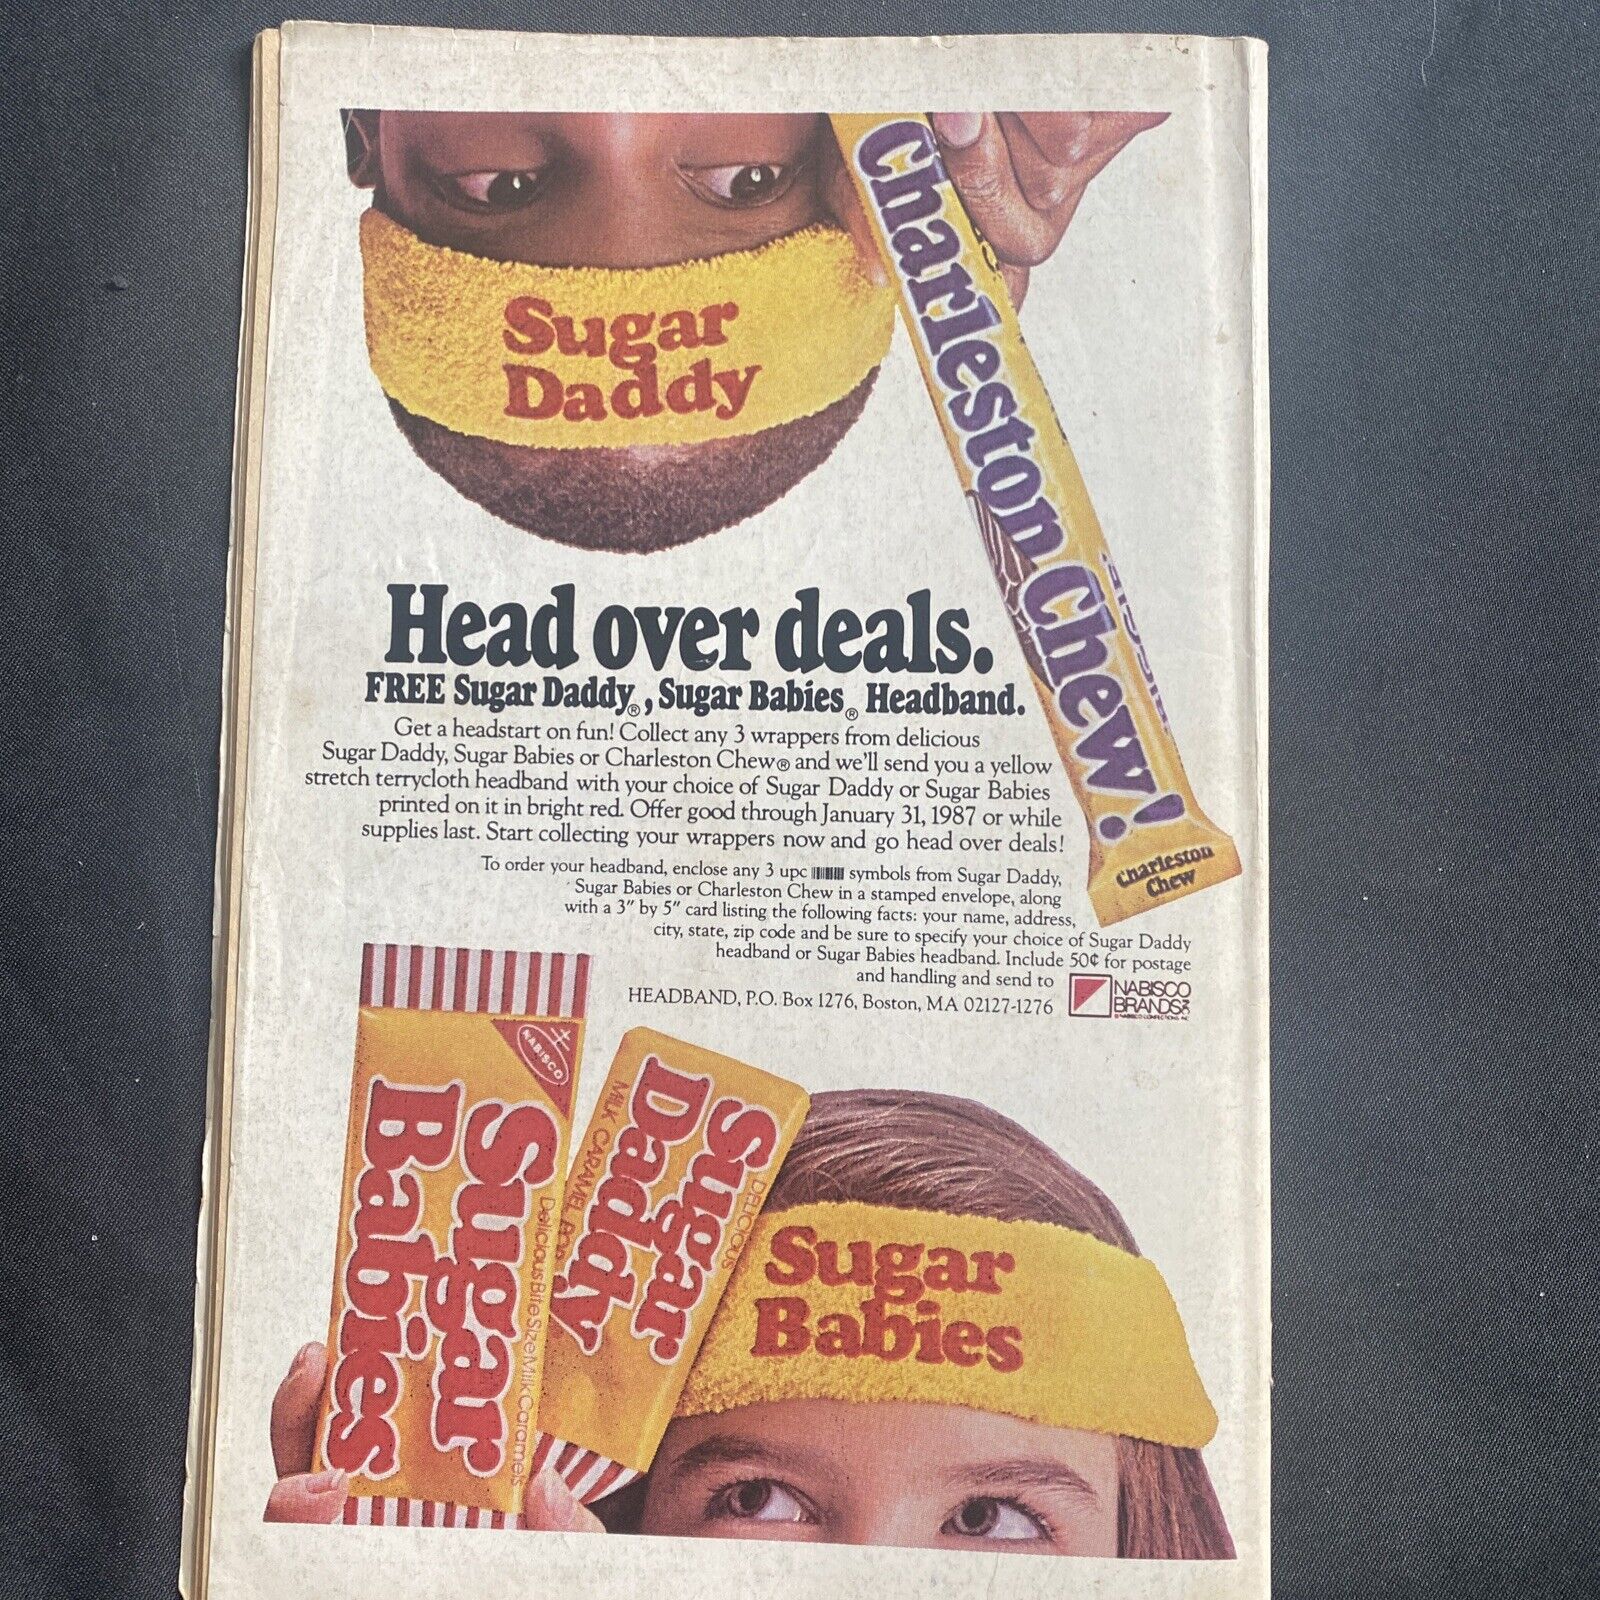 Sugar
Daddy
Charleston Chew!
Charleston
Chew
Head over deals.
FREE Sugar Daddy®, Sugar Babies® Headband.
Get a headstart on fun! Collect any 3 wrappers from delicious
Sugar Daddy, Sugar Babies or Charleston Chew® and we'll send you a yellow
stretch terrycloth headband with your choice of Sugar Daddy or Sugar Babies
printed on it in bright red. Offer good through January 31, 1987 or while
supplies last. Start collecting your wrappers now and go head over deals!
To order your headband, enclose any 3 upc symbols from Sugar Daddy,
Sugar Babies or Charleston Chew in a stamped envelope, along
with a 3" by 5" card listing the following facts: your name, address,
city, state, zip code and be sure to specify your choice of Sugar Daddy
headband or Sugar Babies headband. Include 50¢ for postage
and handling and send to
HEADBAND, P.O. Box 1276, Boston, MA 02127-1276
NABISCO
BRANDS INC
NABISCO
Sugar
Babies
Delicious Bite Size Milk Caramels
DELICIOUS
Sugar
Daddy
MILK CARAMEL POPS
Sugar
Babies